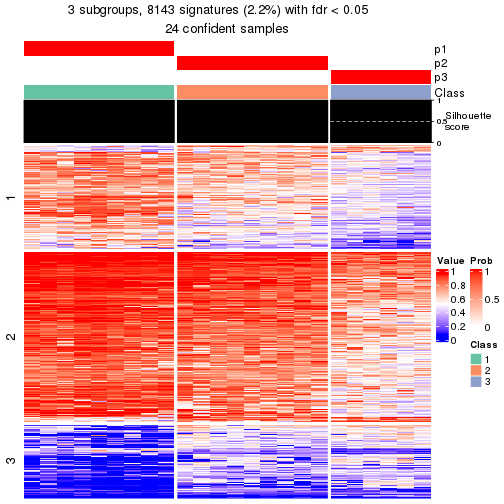 3 subgroups, 8143 signatures (2.2%) with fdr < 0.05
24 confident samples
p1
p2
p3
Class
1
0.5
0
Silhouette
score
1
2
3
Value
1
0.8
0.6
0.4
0.2
0
Prob
1
0.5
0
Class
1
2
3